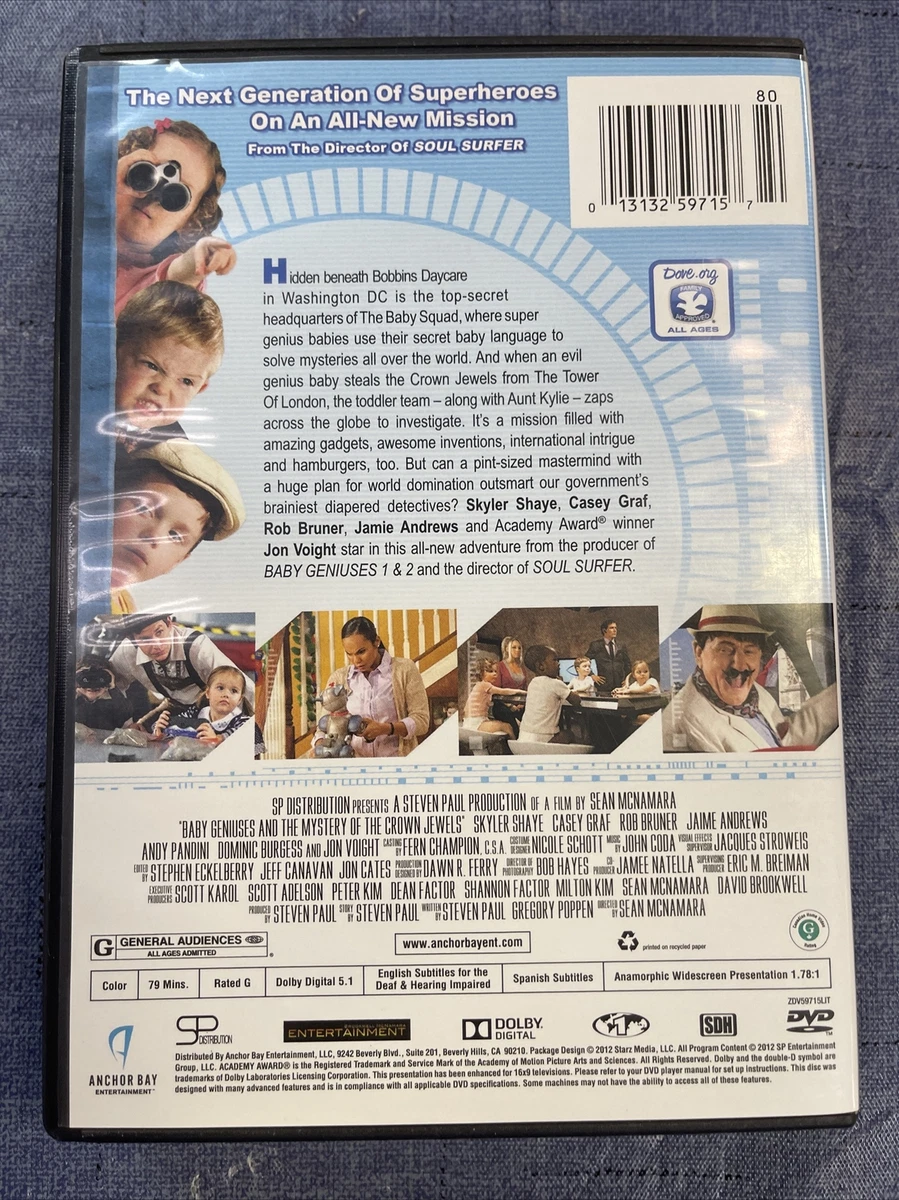 The Next Generation Of Superheroes
On An All-New Mission
From The Director Of SOUL SURFER
80
0 13132 59715 7
Dove.org
FAMILY
APPROVED
ALL AGES
Hidden beneath Bobbins Daycare
in Washington DC is the top-secret
headquarters of The Baby Squad, where super
genius babies use their secret baby language to
solve mysteries all over the world. And when an evil
genius baby steals the Crown Jewels from The Tower
Of London, the toddler team – along with Aunt Kylie – zaps
across the globe to investigate. It's a mission filled with
amazing gadgets, awesome inventions, international intrigue
and hamburgers, too. But can a pint-sized mastermind with
a huge plan for world domination outsmart our government's
brainiest diapered detectives? Skyler Shaye, Casey Graf,
Rob Bruner, Jamie Andrews and Academy Award® winner
Jon Voight star in this all-new adventure from the producer of
BABY GENIUSES 1 & 2 and the director of SOUL SURFER.
SP DISTRIBUTION PRESENTS A STEVEN PAUL PRODUCTION OF A FILM BY SEAN MCNAMARA
"BABY GENIUSES AND THE MYSTERY OF THE CROWN JEWELS" SKYLER SHAYE CASEY GRAF ROB BRUNER JAIME ANDREWS
ANDY PANDINI DOMINIC BURGESS AND JON VOIGHT CASTING BY FERN CHAMPION, C.S.A. COSTUME DESIGNER NICOLE SCHOTT MUSIC BY JOHN CODA VISUAL EFFECTS SUPERVISOR JACQUES STROWEIS
EDITED BY STEPHEN ECKELBERRY JEFF CANAVAN JON CATES PRODUCTION DESIGNED BY DAWN R. FERRY DIRECTOR OF PHOTOGRAPHY BOB HAYES CO-PRODUCER JAMEE NATELLA SUPERVISING PRODUCER ERIC M. BREIMAN
EXECUTIVE PRODUCERS SCOTT KAROL SCOTT ADELSON PETER KIM DEAN FACTOR SHANNON FACTOR MILTON KIM SEAN MCNAMARA DAVID BROOKWELL
PRODUCED BY STEVEN PAUL STORY BY STEVEN PAUL WRITTEN BY STEVEN PAUL GREGORY POPPEN DIRECTED BY SEAN MCNAMARA
G GENERAL AUDIENCES
ALL AGES ADMITTED
www.anchorbayent.com
printed on recycled paper
Canadian Home Video
G
Rating
Color
79 Mins.
Rated G
Dolby Digital 5.1
English Subtitles for the
Deaf & Hearing Impaired
Spanish Subtitles
Anamorphic Widescreen Presentation 1.78:1
ZDV59715LIT
ANCHOR BAY
ENTERTAINMENT
SP DISTRIBUTION
BROOKWELL MCNAMARA
ENTERTAINMENT
DOLBY
DIGITAL
1
SDH
DVD
Distributed By Anchor Bay Entertainment, LLC, 9242 Beverly Blvd., Suite 201, Beverly Hills, CA 90210. Package Design © 2012 Starz Media, LLC. All Program Content © 2012 SP Entertainment
Group, LLC. ACADEMY AWARD® is the Registered Trademark and Service Mark of the Academy of Motion Picture Arts and Sciences. All Rights Reserved. Dolby and the double-D symbol are
trademarks of Dolby Laboratories Licensing Corporation. This presentation has been enhanced for 16x9 televisions. Please refer to your DVD player manual for set up instructions. This disc was
designed with many advanced features and is in compliance with all applicable DVD specifications. Some machines may not have the ability to access all of these features.